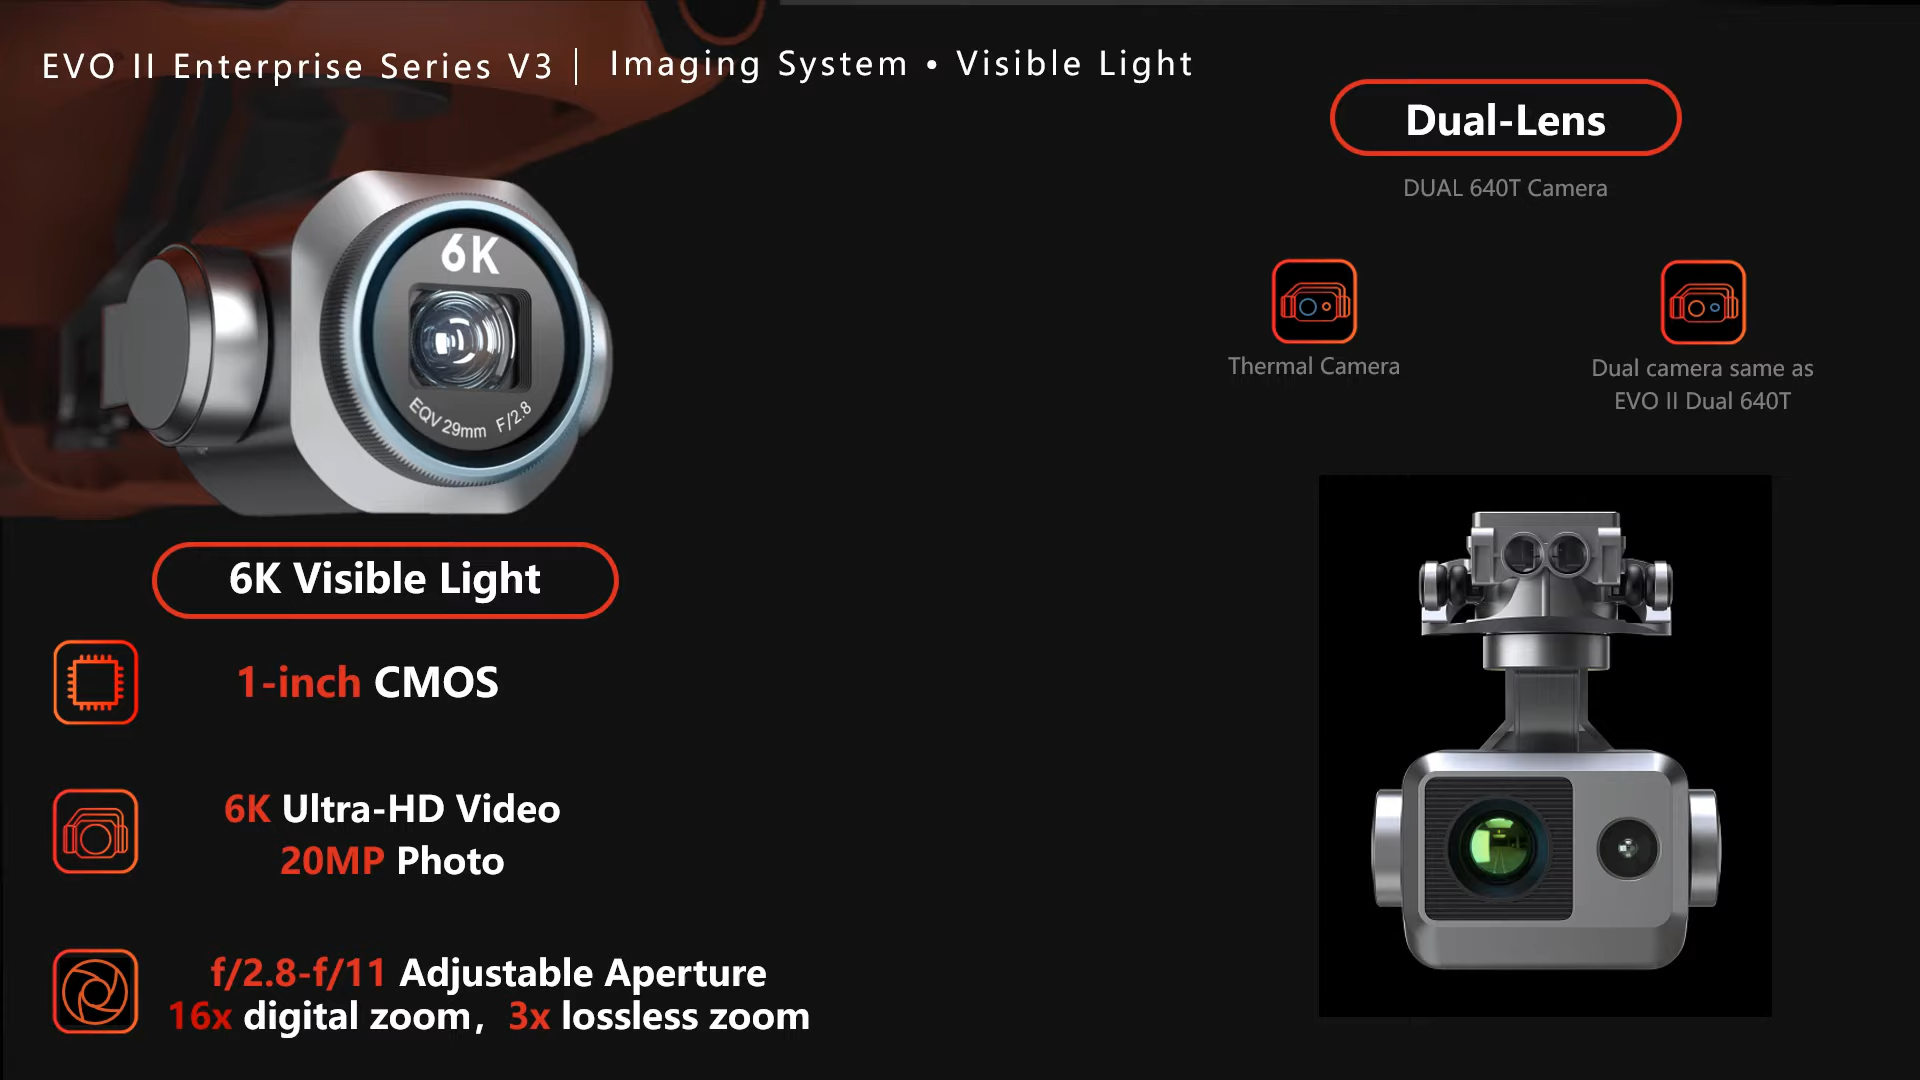 EVO II Enterprise Series V3 | Imaging System • Visible Light
6K
EQV 29mm F/2.8
6K Visible Light
1-inch CMOS
6K Ultra-HD Video
20MP Photo
f/2.8-f/11 Adjustable Aperture
16x digital zoom，3x lossless zoom
Dual-Lens
DUAL 640T Camera
Thermal Camera
Dual camera same as
EVO II Dual 640T